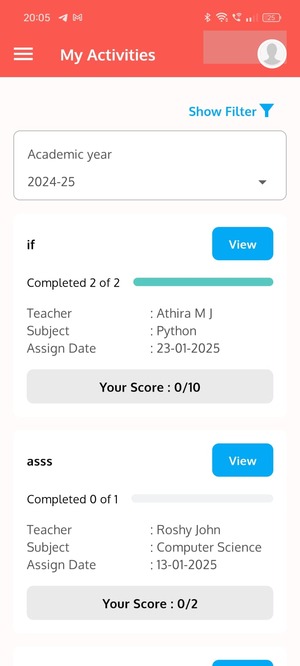 20:05
25
My Activities
Show Filter
Academic year
2024-25
if
View
Completed 2 of 2
Teacher : Athira M J
Subject : Python
Assign Date : 23-01-2025
Your Score : 0/10
asss
View
Completed 0 of 1
Teacher : Roshy John
Subject : Computer Science
Assign Date : 13-01-2025
Your Score : 0/2